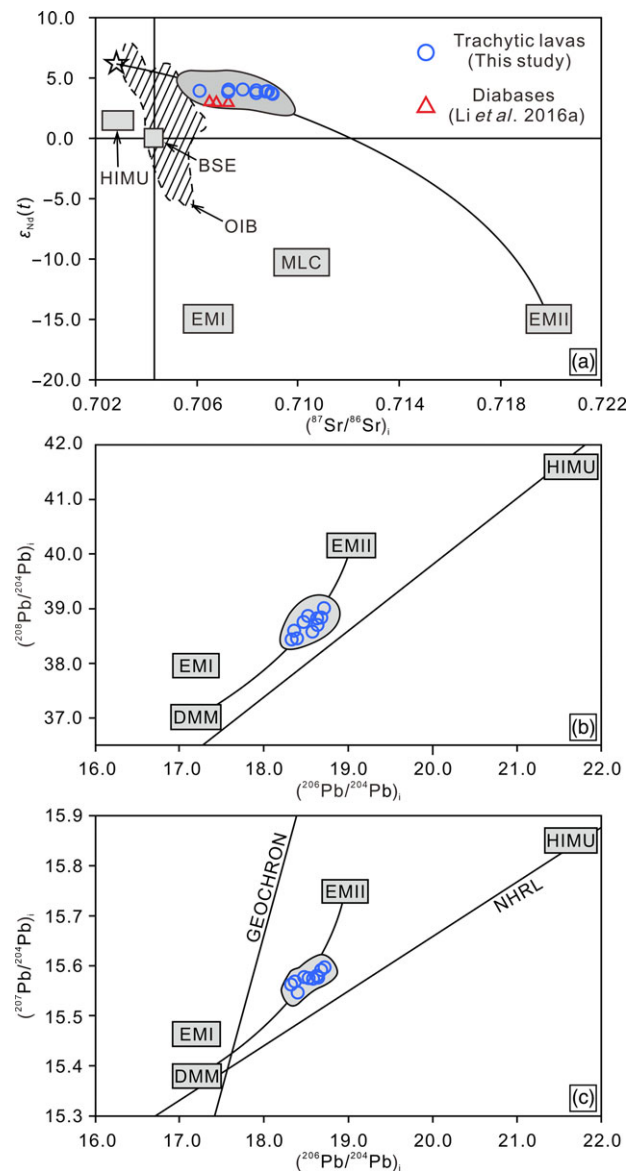 10.0
5.0
0.0
−5.0
−10.0
−15.0
−20.0
εNd(t)
Trachytic lavas
(This study)
Diabases
(Li et al. 2016a)
HIMU
BSE
OIB
MLC
EMI
EMII
(a)
0.702
0.706
0.710
0.714
0.718
0.722
(⁸⁷Sr/⁸⁶Sr)i
42.0
41.0
40.0
39.0
38.0
37.0
(²⁰⁸Pb/²⁰⁴Pb)i
HIMU
EMII
EMI
DMM
(b)
16.0
17.0
18.0
19.0
20.0
21.0
22.0
(²⁰⁶Pb/²⁰⁴Pb)i
15.9
15.8
15.7
15.5
15.4
15.3
(²⁰⁷Pb/²⁰⁴Pb)i
GEOCHRON
HIMU
EMII
NHRL
EMI
DMM
(c)
16.0
17.0
18.0
19.0
20.0
21.0
22.0
(²⁰⁶Pb/²⁰⁴Pb)i